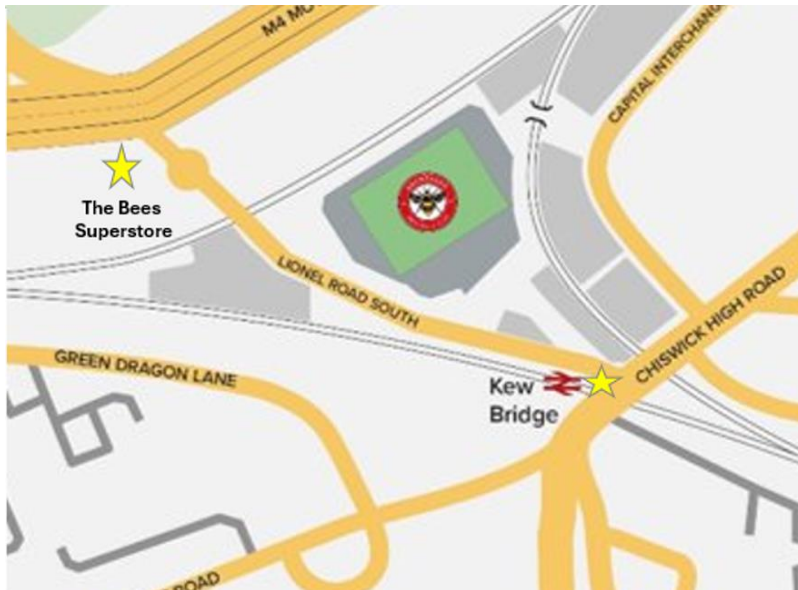 M4 MO
CAPITAL INTERCHANG
The Bees
Superstore
LIONEL ROAD SOUTH
CHISWICK HIGH ROAD
GREEN DRAGON LANE
Kew
Bridge
ROAD